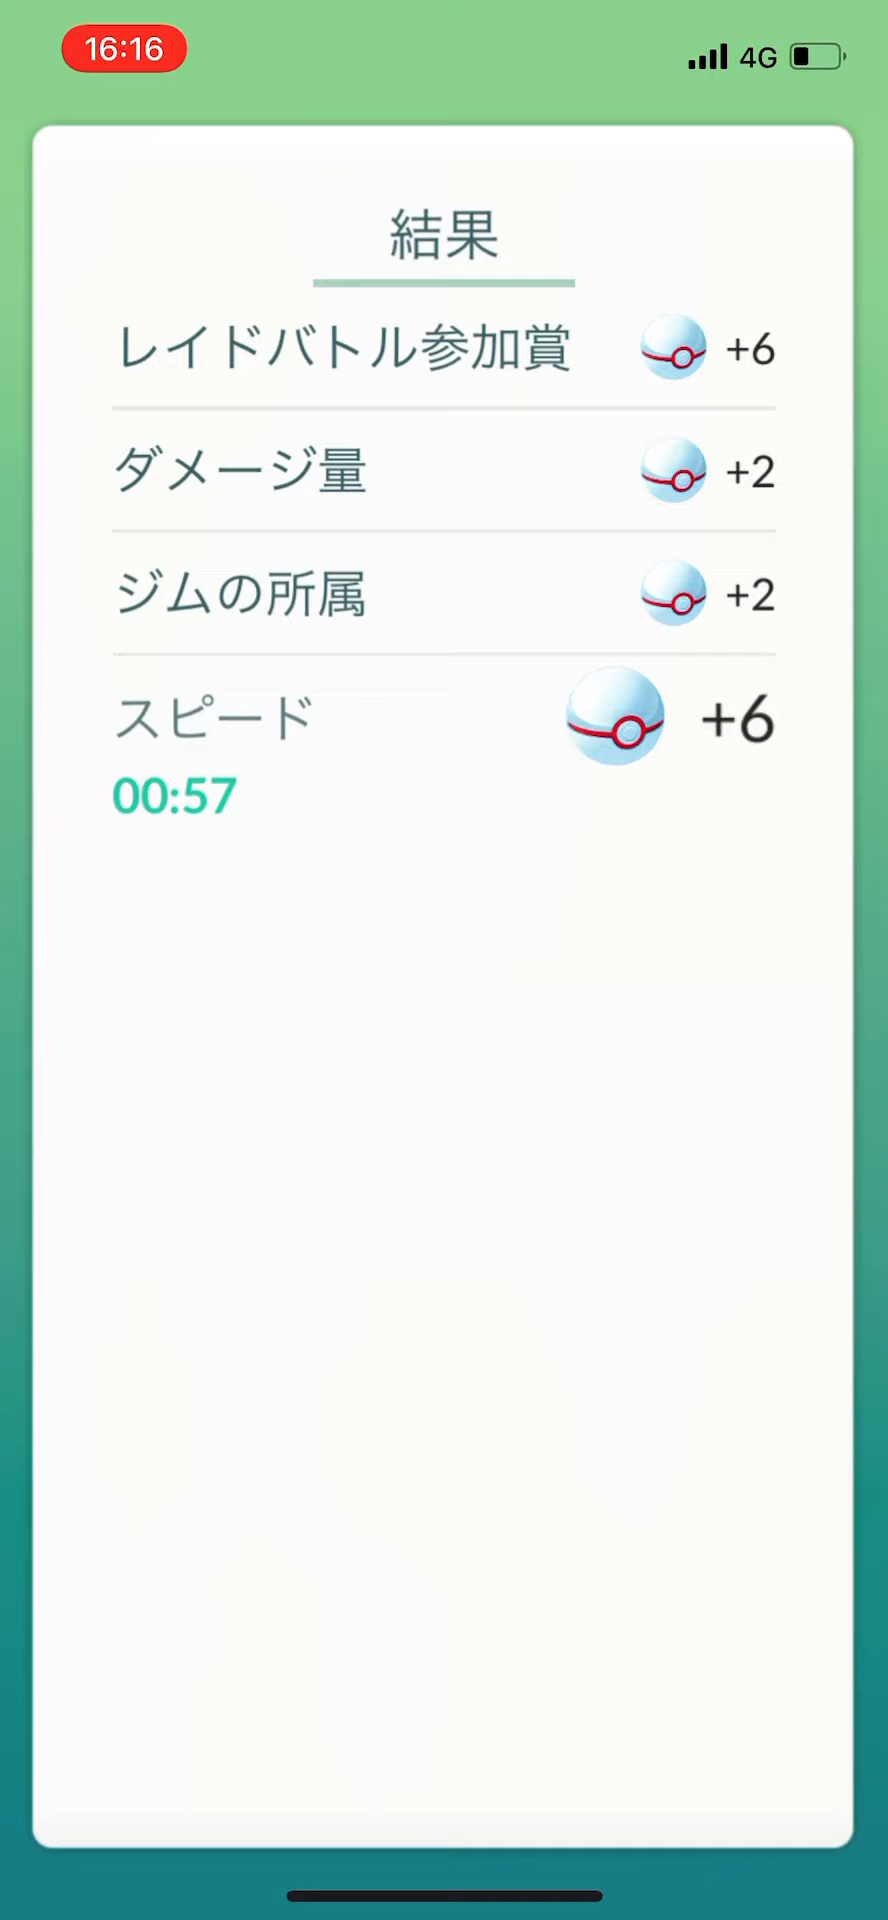 16:16
4G
結果
レイドバトル参加賞 +6
ダメージ量 +2
ジムの所属 +2
スピード +6
00:57